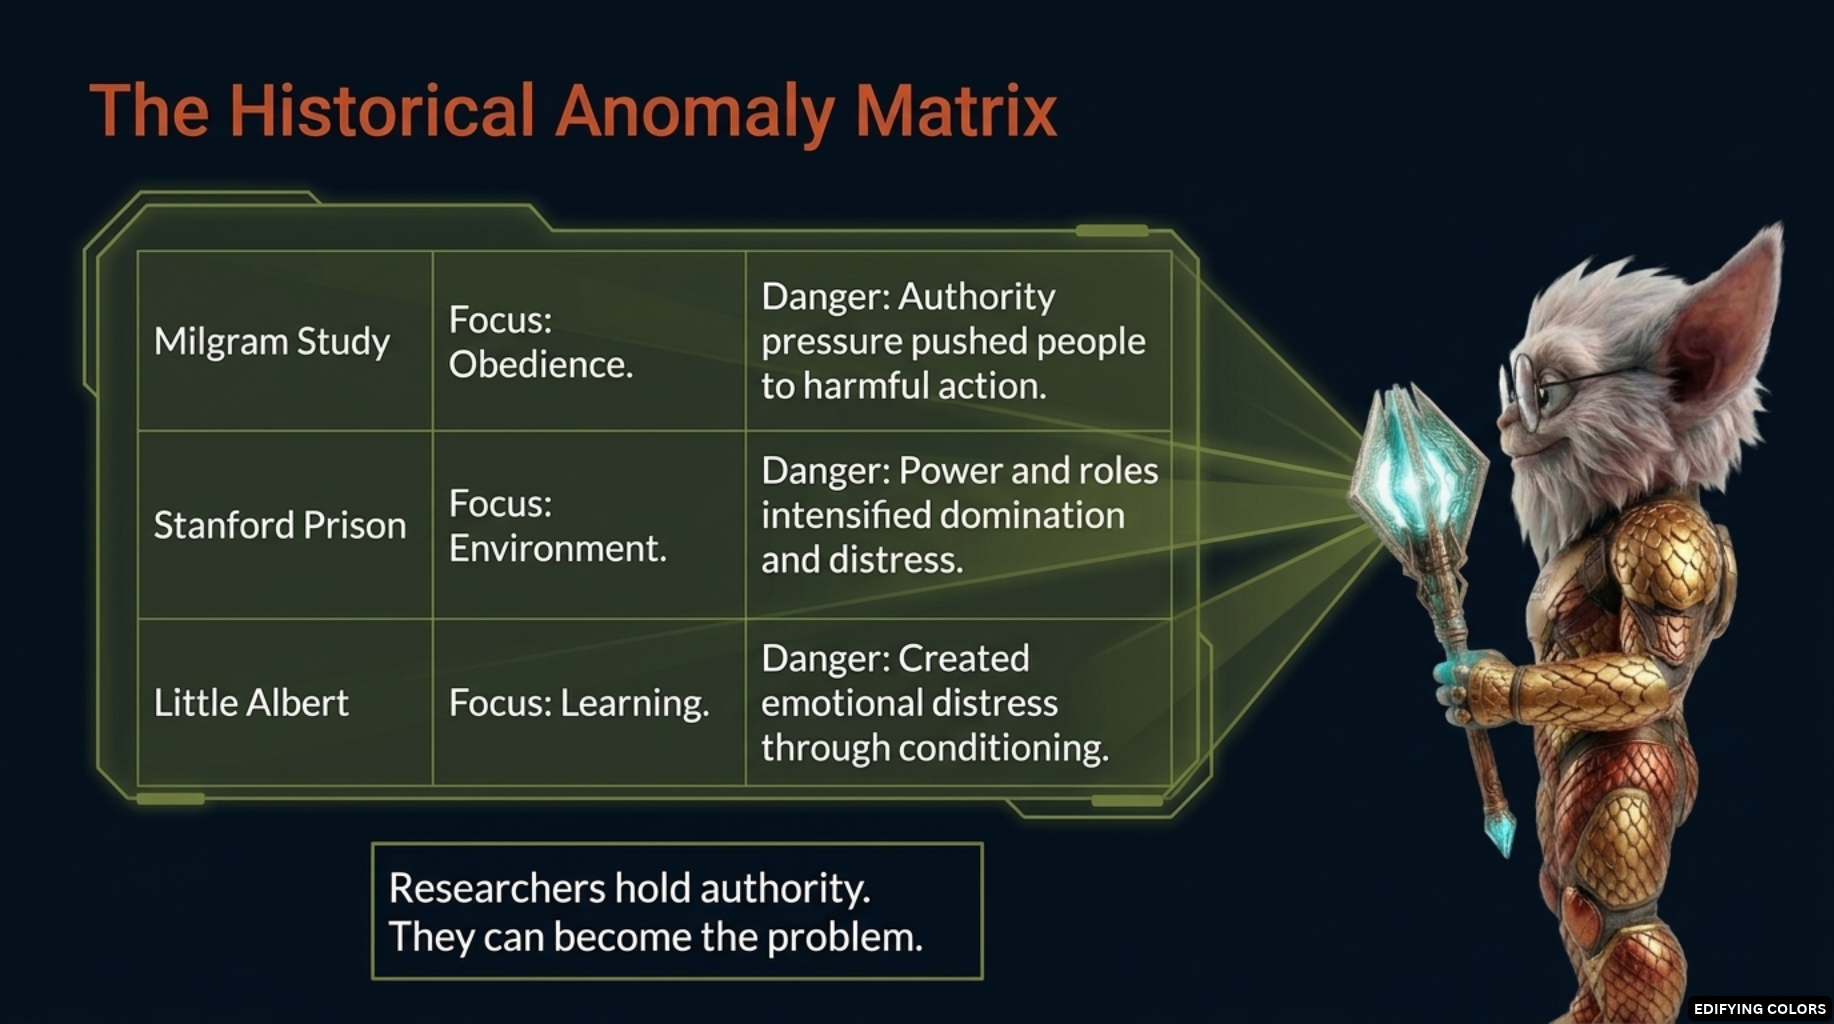 The Historical Anomaly Matrix
Milgram Study
Focus:
Obedience.
Danger: Authority
pressure pushed people
to harmful action.
Stanford Prison
Focus:
Environment.
Danger: Power and roles
intensified domination
and distress.
Little Albert
Focus: Learning.
Danger: Created
emotional distress
through conditioning.
Researchers hold authority.
They can become the problem.
EDIFYING COLORS